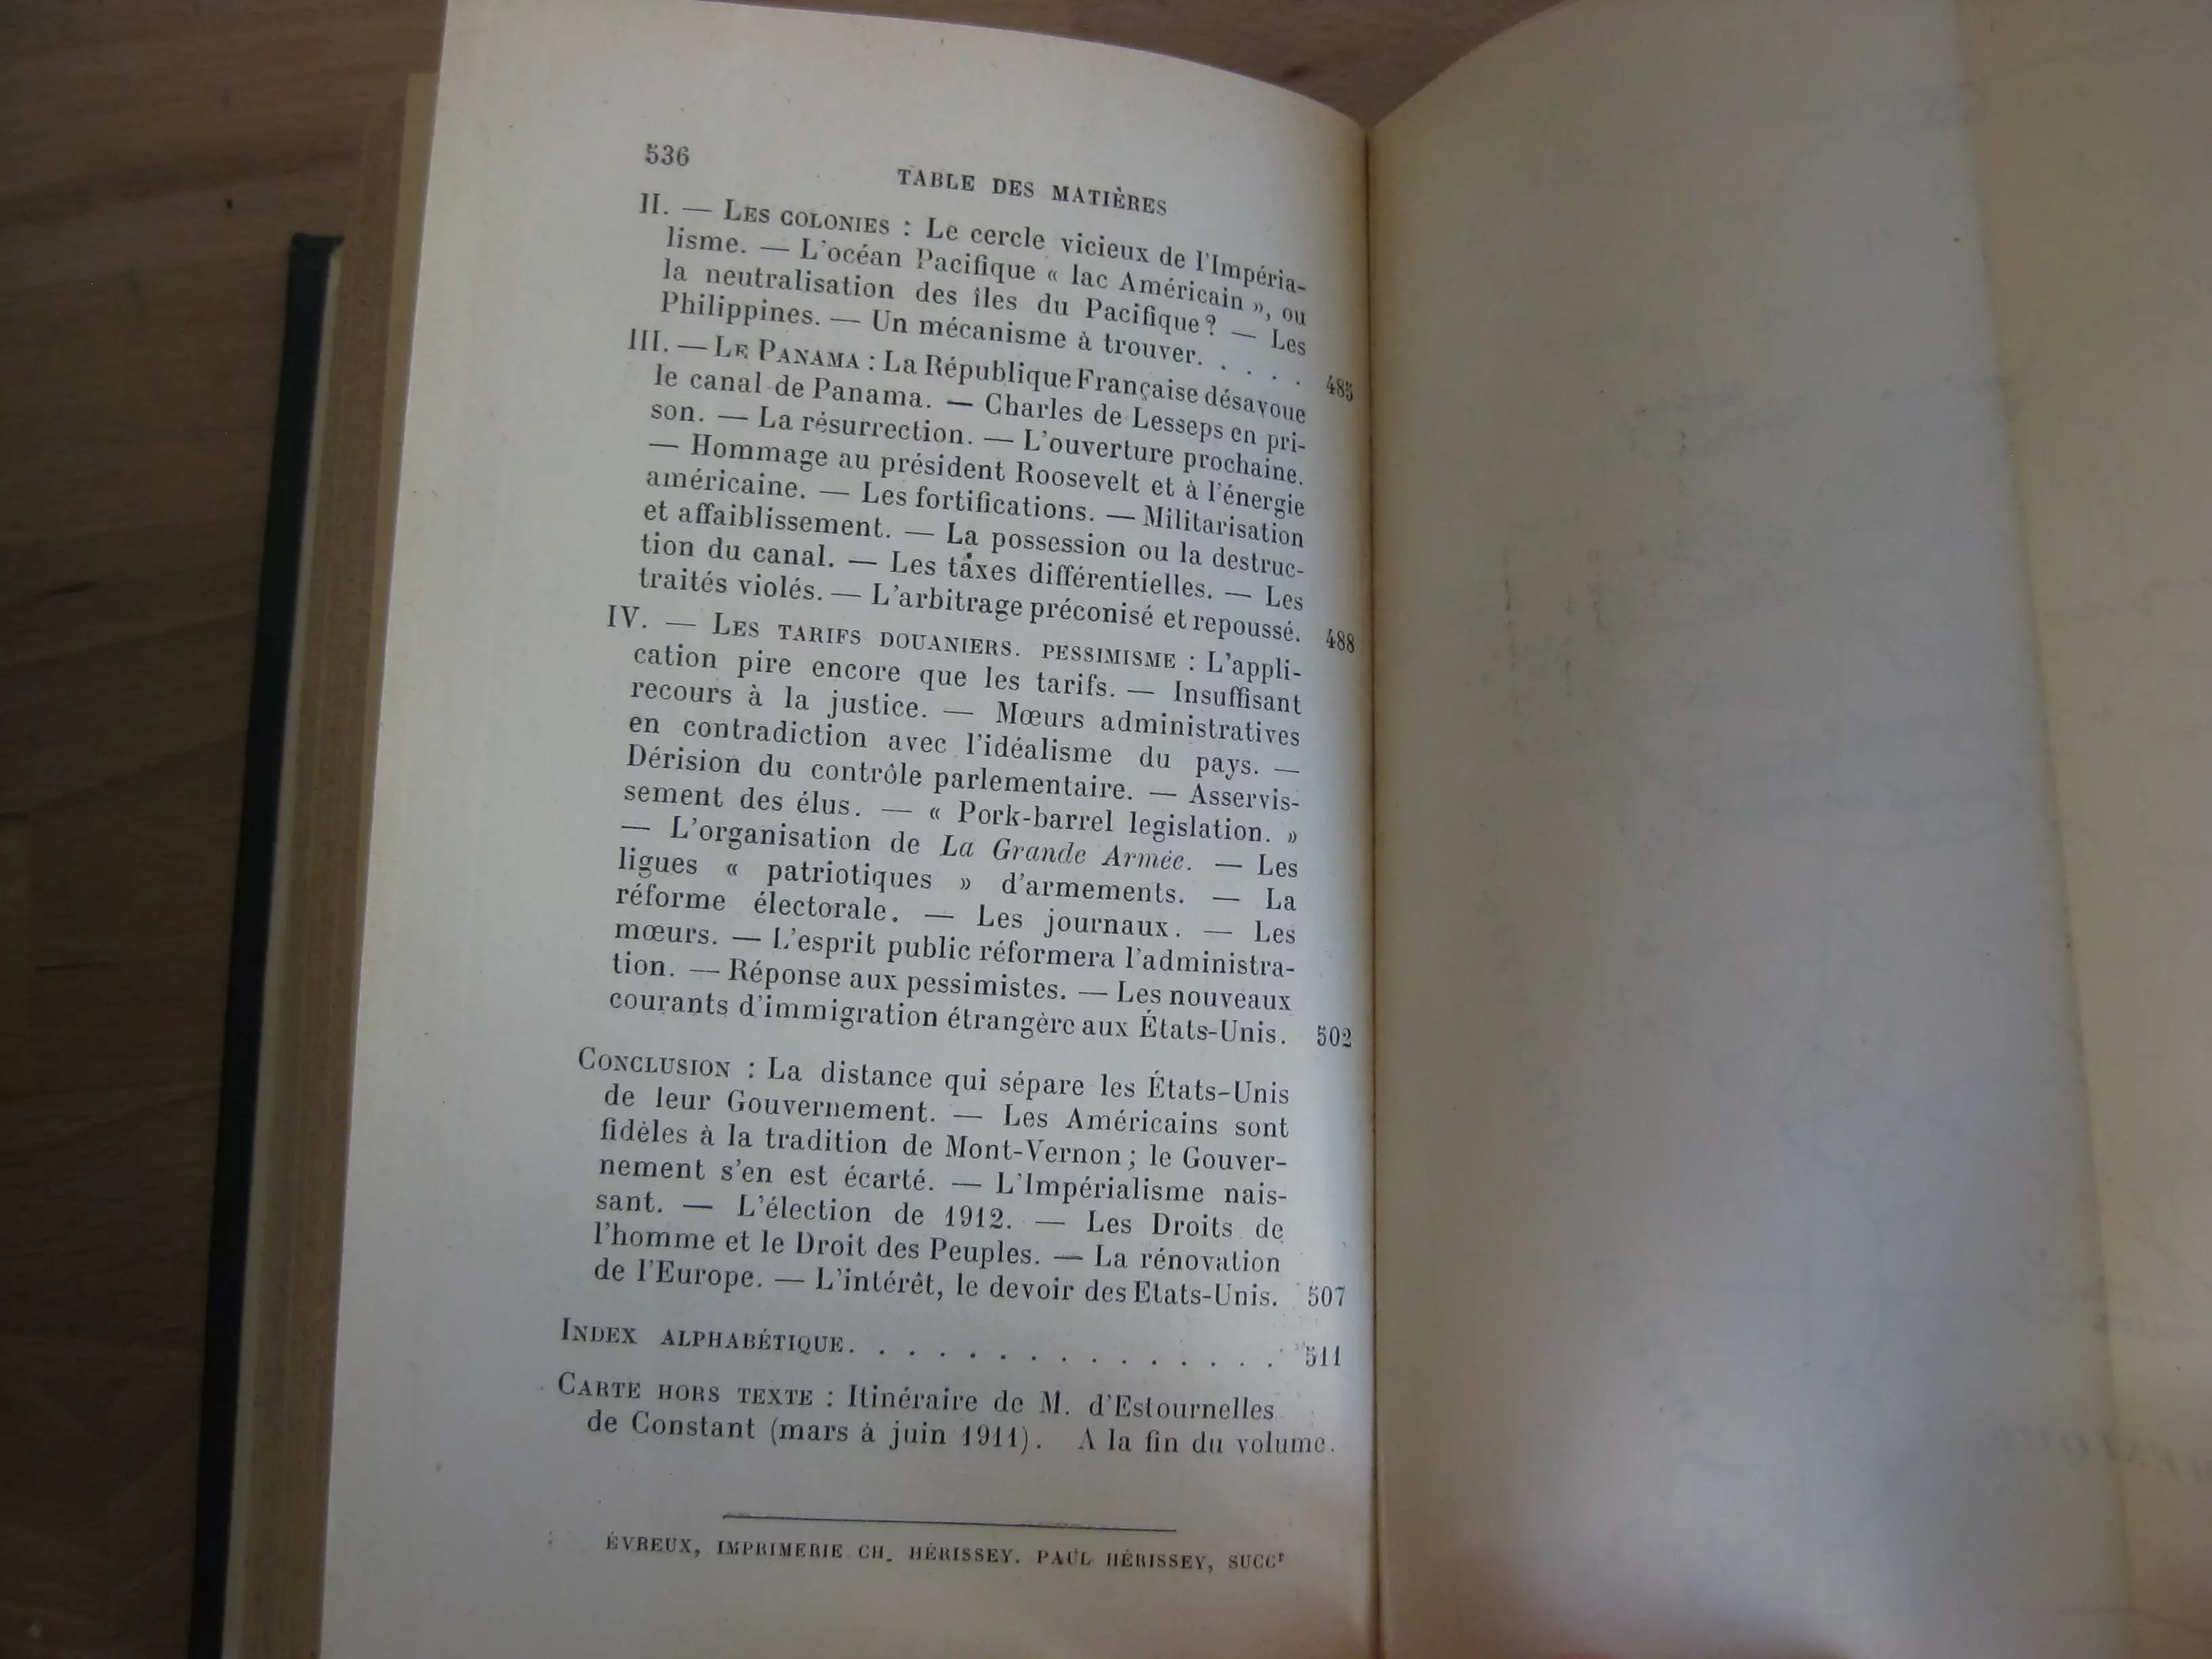 536
TABLE DES MATIÈRES
II. — LES COLONIES : Le cercle vicieux de l'Impéria-
lisme. — L'océan Pacifique « lac Américain », ou
la neutralisation des îles du Pacifique ? — Les
Philippines. — Un mécanisme à trouver. . . . . 485
III. — LE PANAMA : La République Française désavoue
le canal de Panama. — Charles de Lesseps en pri-
son. — La résurrection. — L'ouverture prochaine.
— Hommage au président Roosevelt et à l'énergie
américaine. — Les fortifications. — Militarisation
et affaiblissement. — La possession ou la destruc-
tion du canal. — Les taxes différentielles. — Les
traités violés. — L'arbitrage préconisé et repoussé. 488
IV. — LES TARIFS DOUANIERS. PESSIMISME : L'appli-
cation pire encore que les tarifs. — Insuffisant
recours à la justice. — Mœurs administratives
en contradiction avec l'idéalisme du pays. —
Dérision du contrôle parlementaire. — Asservis-
sement des élus. — « Pork-barrel legislation. »
— L'organisation de La Grande Armée. — Les
ligues « patriotiques » d'armements. — La
réforme électorale. — Les journaux. — Les
mœurs. — L'esprit public réformera l'administra-
tion. — Réponse aux pessimistes. — Les nouveaux
courants d'immigration étrangère aux États-Unis. 502
CONCLUSION : La distance qui sépare les États-Unis
de leur Gouvernement. — Les Américains sont
fidèles à la tradition de Mont-Vernon ; le Gouver-
nement s'en est écarté. — L'Impérialisme nais-
sant. — L'élection de 1912. — Les Droits de
l'homme et le Droit des Peuples. — La rénovation
de l'Europe. — L'intérêt, le devoir des Etats-Unis. 507
INDEX ALPHABÉTIQUE. . . . . . . . . . . . . . . 511
CARTE HORS TEXTE : Itinéraire de M. d'Estournelles
de Constant (mars à juin 1911). A la fin du volume.
ÉVREUX, IMPRIMERIE CH. HÉRISSEY. PAUL HÉRISSEY, SUCCr